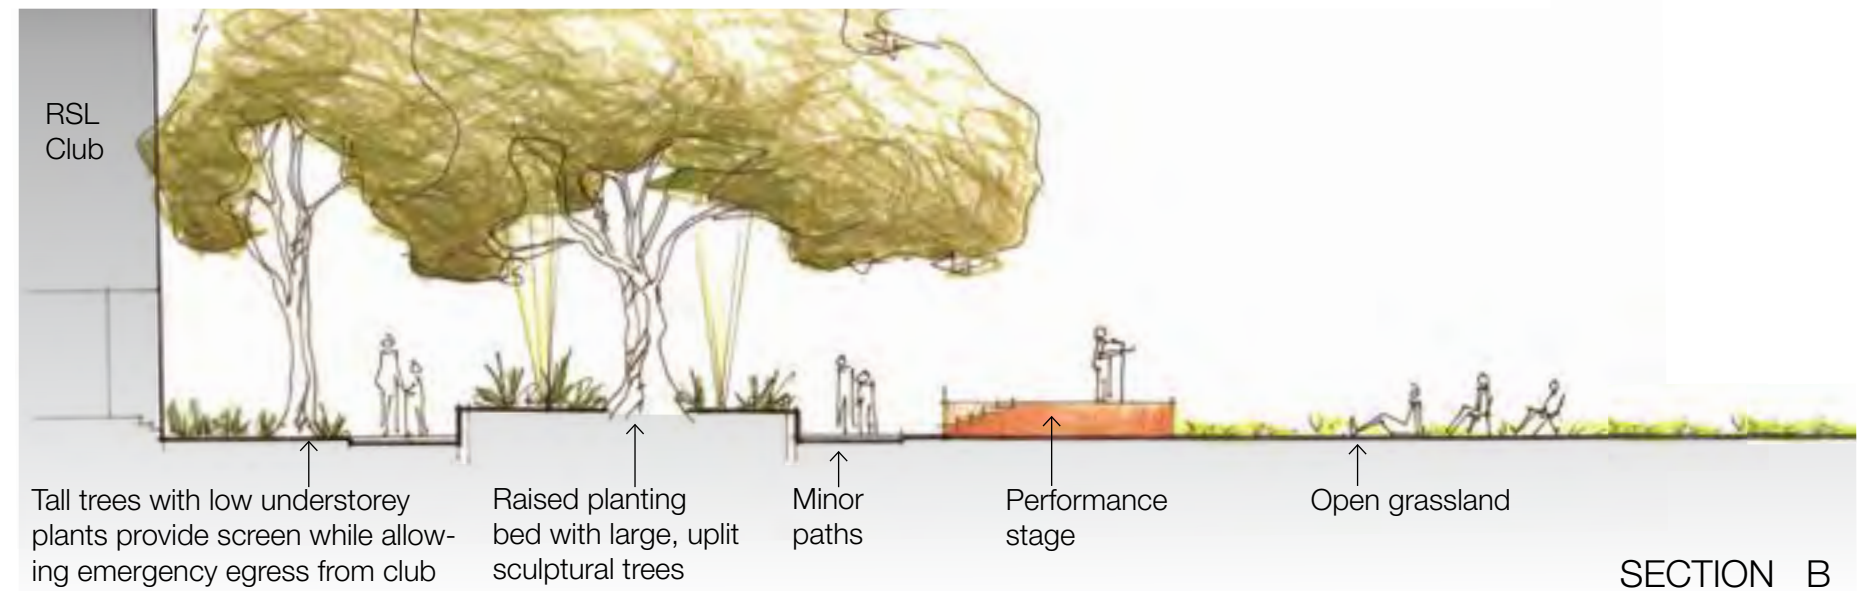 RSL
Club
Tall trees with low understorey
plants provide screen while allow-
ing emergency egress from club
Raised planting
bed with large, uplit
sculptural trees
Minor
paths
Performance
stage
Open grassland
SECTION B